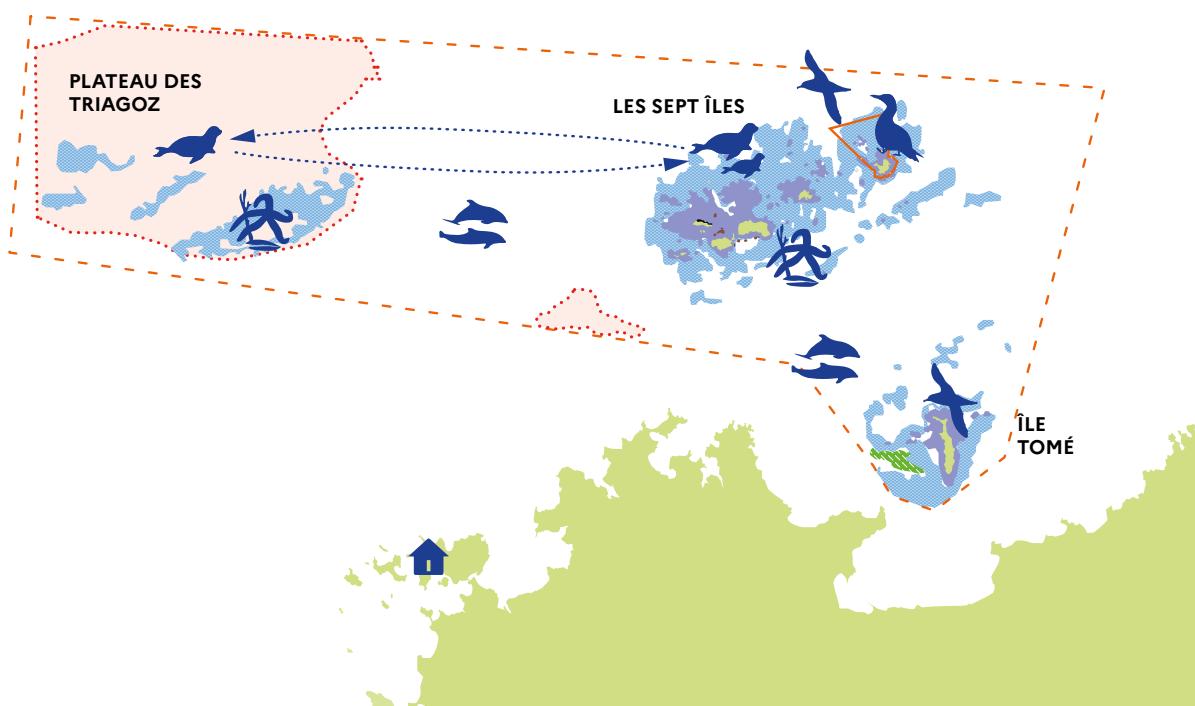 PLATEAU DES
TRIAGOZ
LES SEPT ÎLES
ÎLE
TOMÉ